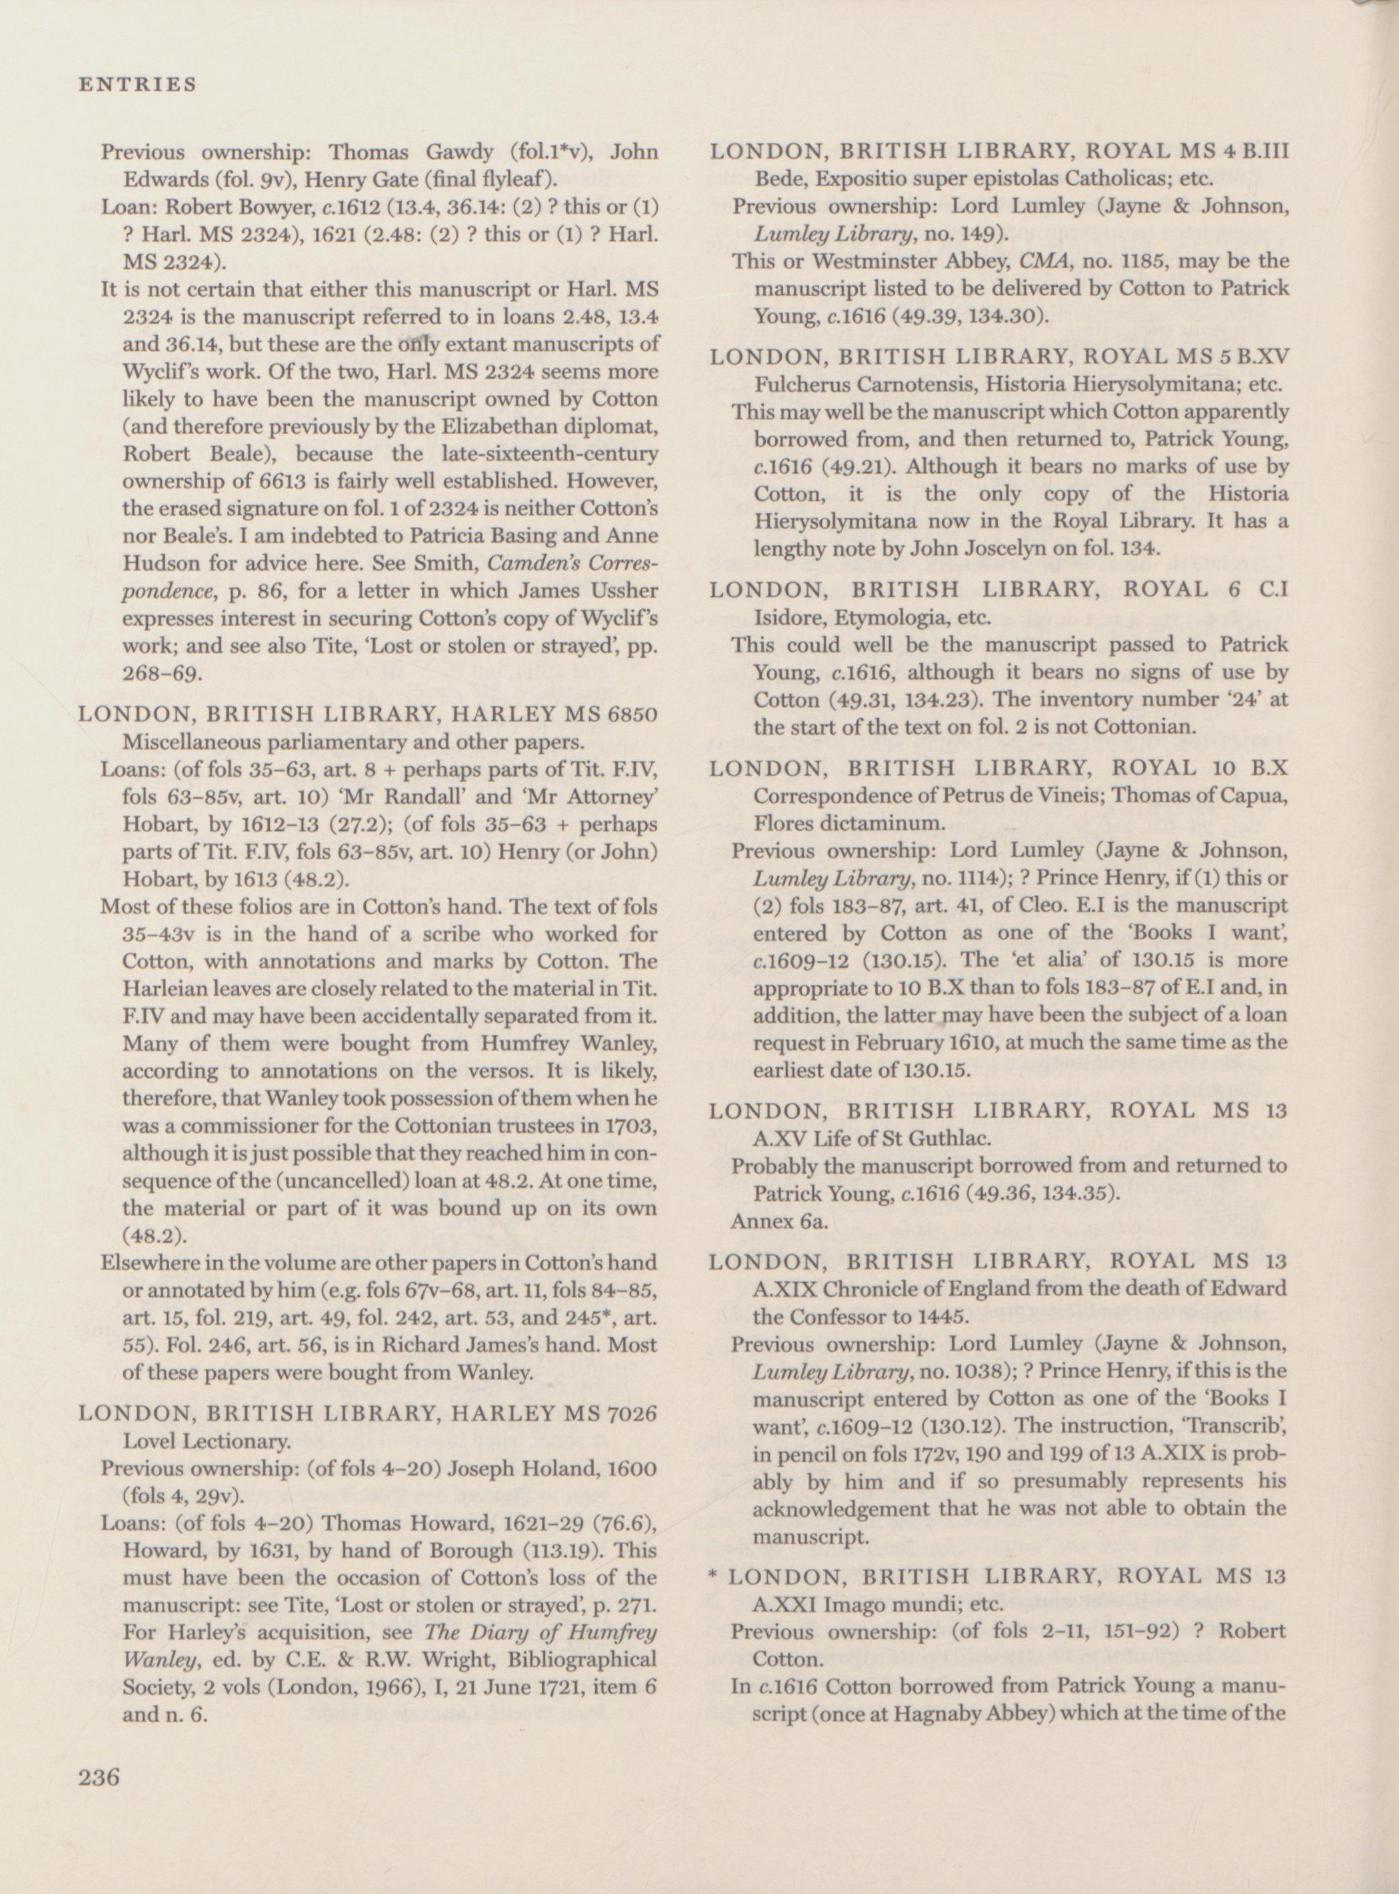 ENTRIES
Previous ownership: Thomas Gawdy (fol.1*v), John
Edwards (fol. 9v), Henry Gate (final flyleaf).
Loan: Robert Bowyer, c.1612 (13.4, 36.14: (2) ? this or (1)
? Harl. MS 2324), 1621 (2.48: (2) ? this or (1) ? Harl.
MS 2324).
It is not certain that either this manuscript or Harl. MS
2324 is the manuscript referred to in loans 2.48, 13.4
and 36.14, but these are the only extant manuscripts of
Wyclif's work. Of the two, Harl. MS 2324 seems more
likely to have been the manuscript owned by Cotton
(and therefore previously by the Elizabethan diplomat,
Robert Beale), because the late-sixteenth-century
ownership of 6613 is fairly well established. However,
the erased signature on fol. 1 of 2324 is neither Cotton's
nor Beale's. I am indebted to Patricia Basing and Anne
Hudson for advice here. See Smith, Camden's Corres-
pondence, p. 86, for a letter in which James Ussher
expresses interest in securing Cotton's copy of Wyclif's
work; and see also Tite, 'Lost or stolen or strayed', pp.
268–69.
LONDON, BRITISH LIBRARY, HARLEY MS 6850
Miscellaneous parliamentary and other papers.
Loans: (of fols 35–63, art. 8 + perhaps parts of Tit. F.IV,
fols 63–85v, art. 10) 'Mr Randall' and 'Mr Attorney'
Hobart, by 1612–13 (27.2); (of fols 35–63 + perhaps
parts of Tit. F.IV, fols 63–85v, art. 10) Henry (or John)
Hobart, by 1613 (48.2).
Most of these folios are in Cotton's hand. The text of fols
35–43v is in the hand of a scribe who worked for
Cotton, with annotations and marks by Cotton. The
Harleian leaves are closely related to the material in Tit.
F.IV and may have been accidentally separated from it.
Many of them were bought from Humfrey Wanley,
according to annotations on the versos. It is likely,
therefore, that Wanley took possession of them when he
was a commissioner for the Cottonian trustees in 1703,
although it is just possible that they reached him in con-
sequence of the (uncancelled) loan at 48.2. At one time,
the material or part of it was bound up on its own
(48.2).
Elsewhere in the volume are other papers in Cotton's hand
or annotated by him (e.g. fols 67v–68, art. 11, fols 84–85,
art. 15, fol. 219, art. 49, fol. 242, art. 53, and 245*, art.
55). Fol. 246, art. 56, is in Richard James's hand. Most
of these papers were bought from Wanley.
LONDON, BRITISH LIBRARY, HARLEY MS 7026
Lovel Lectionary.
Previous ownership: (of fols 4–20) Joseph Holand, 1600
(fols 4, 29v).
Loans: (of fols 4–20) Thomas Howard, 1621–29 (76.6),
Howard, by 1631, by hand of Borough (113.19). This
must have been the occasion of Cotton's loss of the
manuscript: see Tite, 'Lost or stolen or strayed', p. 271.
For Harley's acquisition, see The Diary of Humfrey
Wanley, ed. by C.E. & R.W. Wright, Bibliographical
Society, 2 vols (London, 1966), I, 21 June 1721, item 6
and n. 6.
LONDON, BRITISH LIBRARY, ROYAL MS 4 B.III
Bede, Expositio super epistolas Catholicas; etc.
Previous ownership: Lord Lumley (Jayne & Johnson,
Lumley Library, no. 149).
This or Westminster Abbey, CMA, no. 1185, may be the
manuscript listed to be delivered by Cotton to Patrick
Young, c.1616 (49.39, 134.30).
LONDON, BRITISH LIBRARY, ROYAL MS 5 B.XV
Fulcherus Carnotensis, Historia Hierysolymitana; etc.
This may well be the manuscript which Cotton apparently
borrowed from, and then returned to, Patrick Young,
c.1616 (49.21). Although it bears no marks of use by
Cotton, it is the only copy of the Historia
Hierysolymitana now in the Royal Library. It has a
lengthy note by John Joscelyn on fol. 134.
LONDON, BRITISH LIBRARY, ROYAL 6 C.I
Isidore, Etymologia, etc.
This could well be the manuscript passed to Patrick
Young, c.1616, although it bears no signs of use by
Cotton (49.31, 134.23). The inventory number '24' at
the start of the text on fol. 2 is not Cottonian.
LONDON, BRITISH LIBRARY, ROYAL 10 B.X
Correspondence of Petrus de Vineis; Thomas of Capua,
Flores dictaminum.
Previous ownership: Lord Lumley (Jayne & Johnson,
Lumley Library, no. 1114); ? Prince Henry, if (1) this or
(2) fols 183–87, art. 41, of Cleo. E.I is the manuscript
entered by Cotton as one of the 'Books I want',
c.1609–12 (130.15). The 'et alia' of 130.15 is more
appropriate to 10 B.X than to fols 183–87 of E.I and, in
addition, the latter may have been the subject of a loan
request in February 1610, at much the same time as the
earliest date of 130.15.
LONDON, BRITISH LIBRARY, ROYAL MS 13
A.XV Life of St Guthlac.
Probably the manuscript borrowed from and returned to
Patrick Young, c.1616 (49.36, 134.35).
Annex 6a.
LONDON, BRITISH LIBRARY, ROYAL MS 13
A.XIX Chronicle of England from the death of Edward
the Confessor to 1445.
Previous ownership: Lord Lumley (Jayne & Johnson,
Lumley Library, no. 1038); ? Prince Henry, if this is the
manuscript entered by Cotton as one of the 'Books I
want', c.1609–12 (130.12). The instruction, 'Transcrib',
in pencil on fols 172v, 190 and 199 of 13 A.XIX is prob-
ably by him and if so presumably represents his
acknowledgement that he was not able to obtain the
manuscript.
* LONDON, BRITISH LIBRARY, ROYAL MS 13
A.XXI Imago mundi; etc.
Previous ownership: (of fols 2–11, 151–92) ? Robert
Cotton.
In c.1616 Cotton borrowed from Patrick Young a manu-
script (once at Hagnaby Abbey) which at the time of the
236